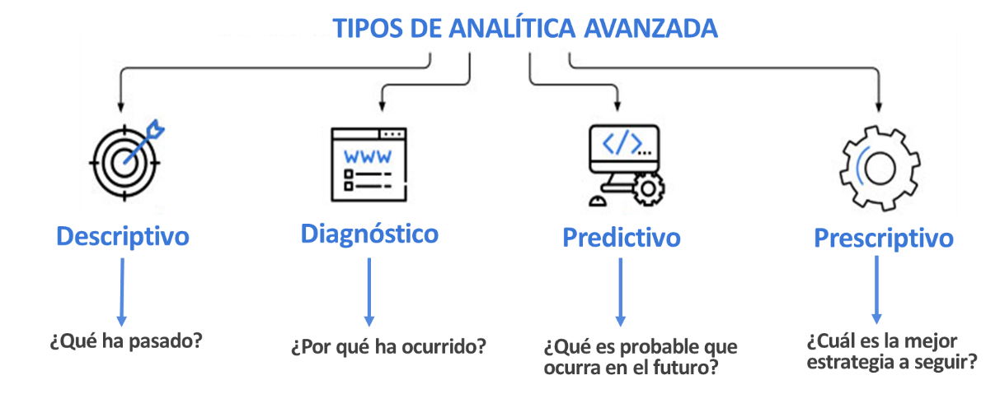 TIPOS DE ANALÍTICA AVANZADA
WWW
</>...
Descriptivo
Diagnóstico
Predictivo
Prescriptivo
¿Qué ha pasado?
¿Por qué ha ocurrido?
¿Qué es probable que
ocurra en el futuro?
¿Cuál es la mejor
estrategia a seguir?